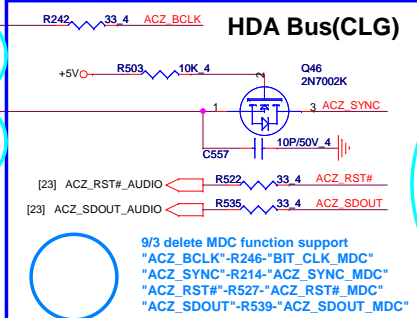 R242 33_4 ACZ_BCLK
HDA Bus(CLG)
+5V R503 10K_4 Q46
2N7002K
2
1 3 ACZ_SYNC
10P/50V_4
C557
[23] ACZ_RST#_AUDIO R522 33_4 ACZ_RST#
[23] ACZ_SDOUT_AUDIO R535 33_4 ACZ_SDOUT
9/3 delete MDC function support
"ACZ_BCLK"-R246-"BIT_CLK_MDC"
"ACZ_SYNC"-R214-"ACZ_SYNC_MDC"
"ACZ_RST#"-R527-"ACZ_RST#_MDC"
"ACZ_SDOUT"-R539-"ACZ_SDOUT_MDC"